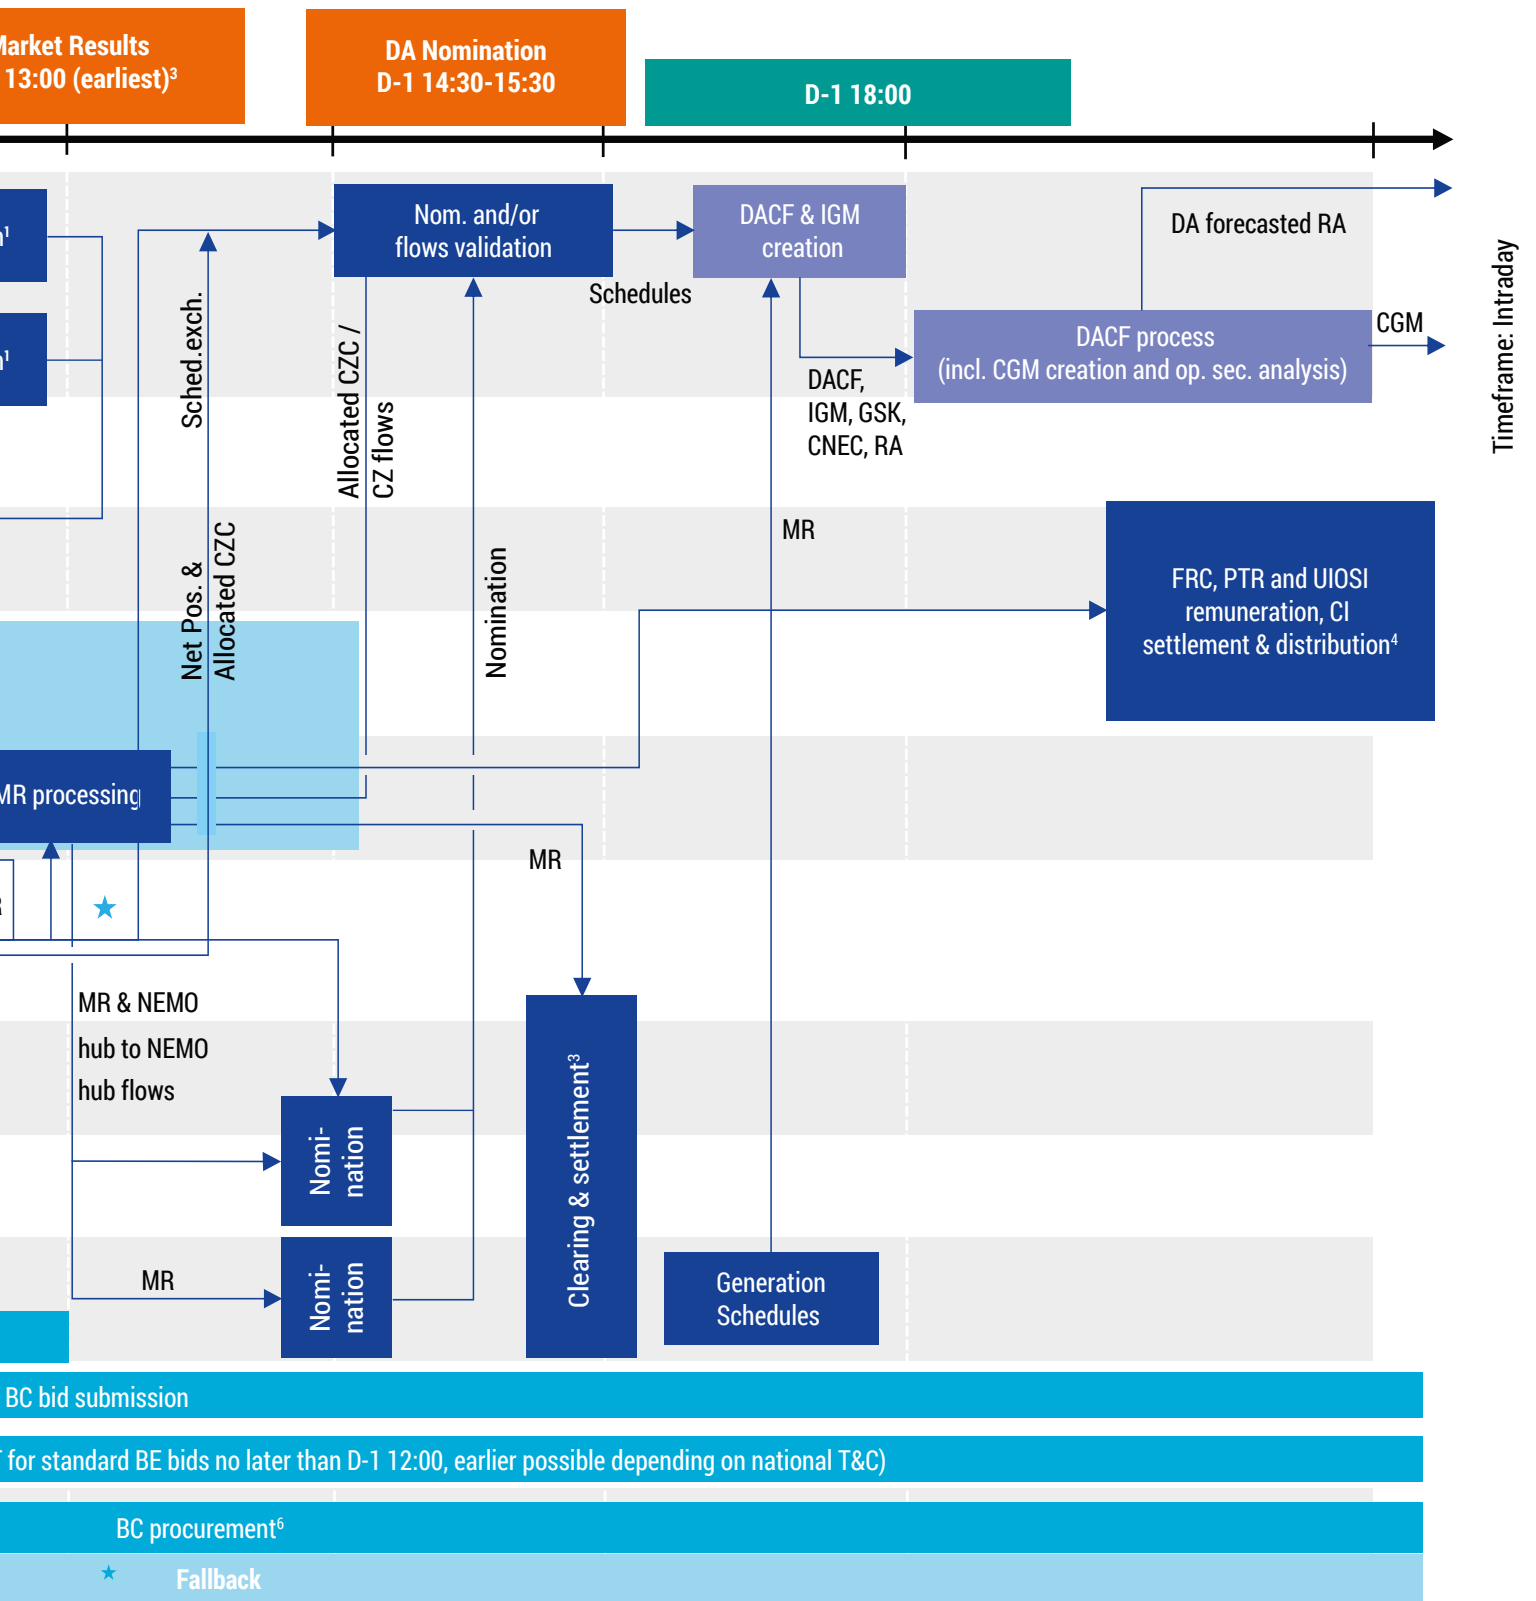 Market Results
13:00 (earliest)³
DA Nomination
D-1 14:30-15:30
D-1 18:00
Nom. and/or
flows validation
DACF & IGM
creation
DA forecasted RA
Schedules
Sched.exch.
Allocated CZC /
CZ flows
DACF process
(incl. CGM creation and op. sec. analysis)
CGM
Timeframe: Intraday
DACF,
IGM, GSK,
CNEC, RA
Net Pos. &
Allocated CZC
Nomination
MR
FRC, PTR and UIOSI
remuneration, CI
settlement & distribution⁴
MR processing
MR
MR & NEMO
hub to NEMO
hub flows
Nomi-
nation
Clearing & settlement³
MR
Nomi-
nation
Generation
Schedules
BC bid submission
for standard BE bids no later than D-1 12:00, earlier possible depending on national T&C)
BC procurement⁶
Fallback